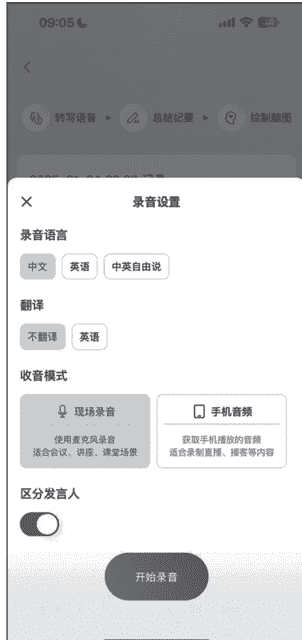 09:05
转写语音 ▸ 总结纪要 ▸ 绘制脑图
录音设置
录音语言
中文 英语 中英自由说
翻译
不翻译 英语
收音模式
现场录音
使用麦克风录音
适合会议、讲座、课堂场景
手机音频
获取手机播放的音频
适合录制直播、播客等内容
区分发言人
开始录音